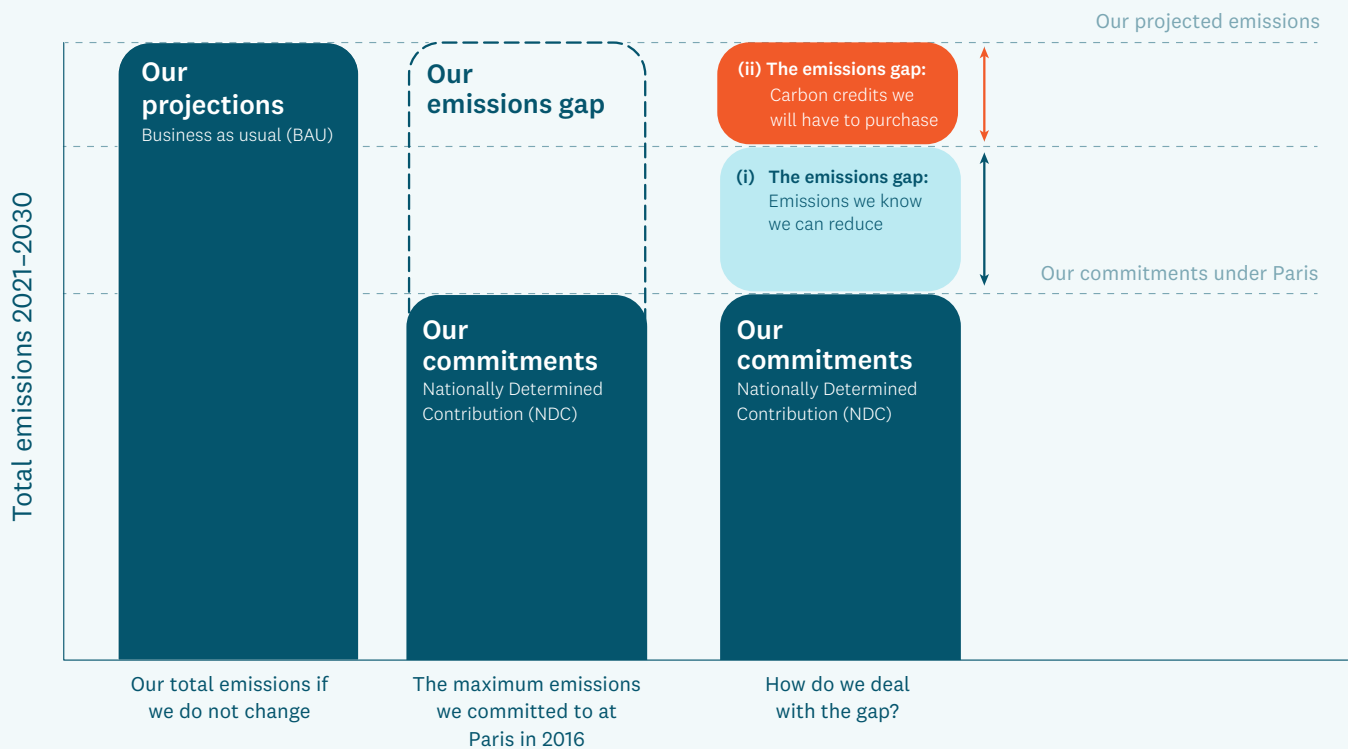 Our projected emissions
Our
projections
Business as usual (BAU)
Our
emissions gap
(ii) The emissions gap:
Carbon credits we
will have to purchase
(i) The emissions gap:
Emissions we know
we can reduce
Our commitments under Paris
Our
commitments
Nationally Determined
Contribution (NDC)
Our
commitments
Nationally Determined
Contribution (NDC)
Total emissions 2021–2030
Our total emissions if
we do not change
The maximum emissions
we committed to at
Paris in 2016
How do we deal
with the gap?